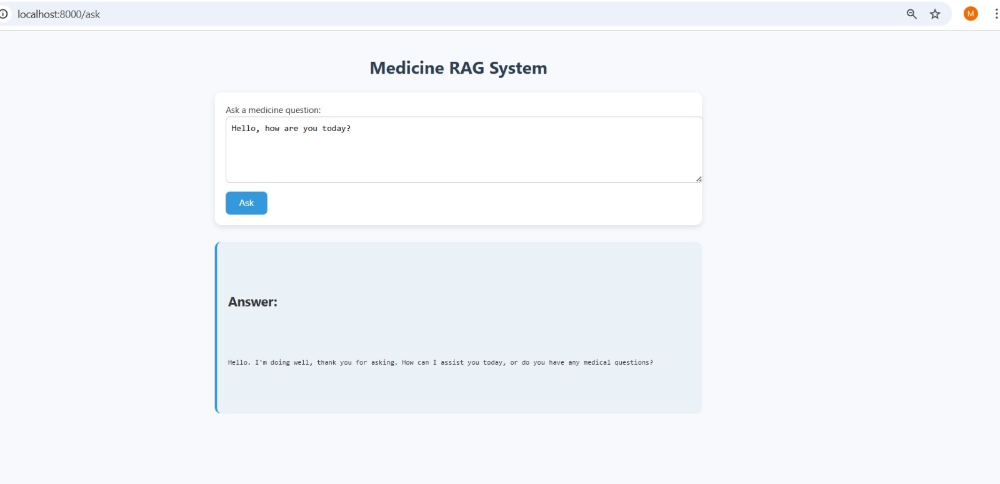 localhost:8000/ask
M
Medicine RAG System
Ask a medicine question:
Hello, how are you today?
Ask
Answer:
Hello. I'm doing well, thank you for asking. How can I assist you today, or do you have any medical questions?